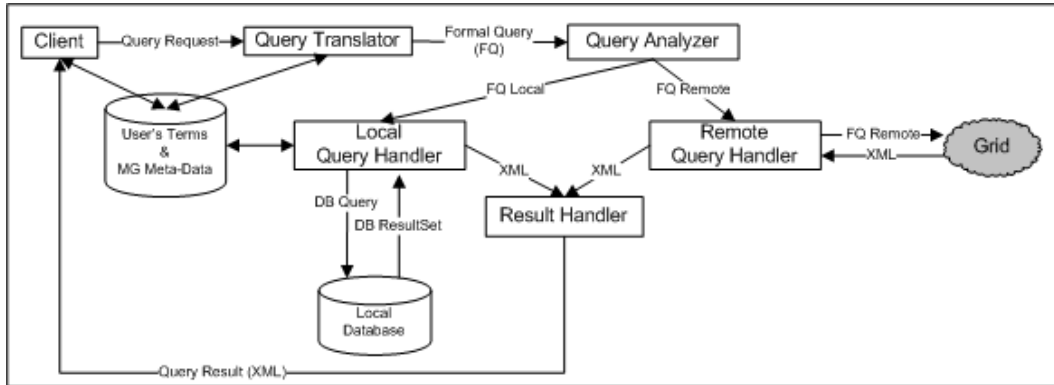 Client
Query Request
Query Translator
Formal Query
(FQ)
Query Analyzer
FQ Local
FQ Remote
User's Terms
&
MG Meta-Data
Local
Query Handler
Remote
Query Handler
FQ Remote
XML
Grid
XML
XML
DB Query
DB ResultSet
Result Handler
Local
Database
Query Result (XML)